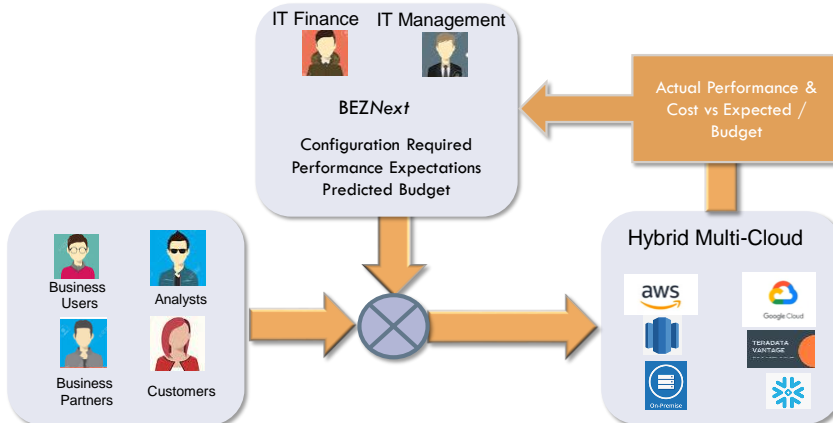 IT Finance
IT Management
BEZNext
Configuration Required
Performance Expectations
Predicted Budget
Actual Performance &
Cost vs Expected /
Budget
Business
Users
Analysts
Business
Partners
Customers
Hybrid Multi-Cloud
aws
Google Cloud
TERADATA
VANTAGE
On-Premise